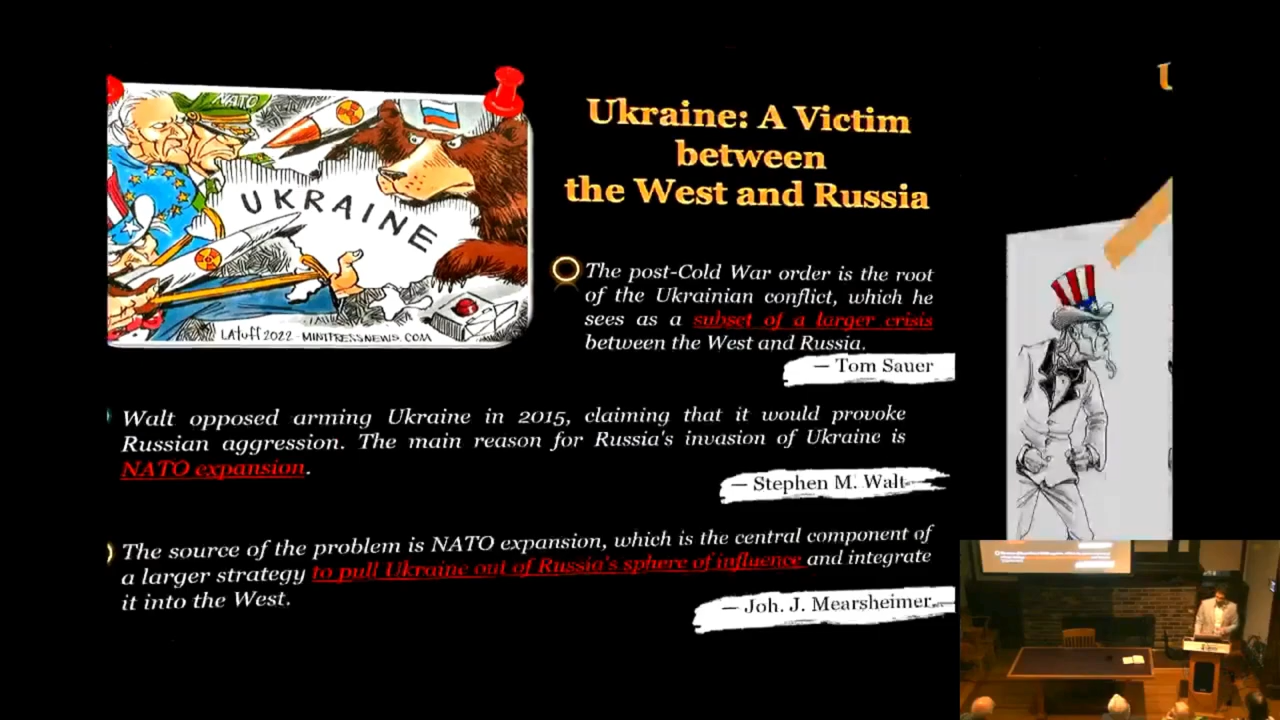 NATO
UKRAINE
LATUFF 2022 - MINTPRESSNEWS.COM
Ukraine: A Victim
between
the West and Russia
The post-Cold War order is the root
of the Ukrainian conflict, which he
sees as a subset of a larger crisis
between the West and Russia.
— Tom Sauer
Walt opposed arming Ukraine in 2015, claiming that it would provoke
Russian aggression. The main reason for Russia's invasion of Ukraine is
NATO expansion.
— Stephen M. Walt
The source of the problem is NATO expansion, which is the central component of
a larger strategy to pull Ukraine out of Russia's sphere of influence and integrate
it into the West.
— Joh. J. Mearsheimer